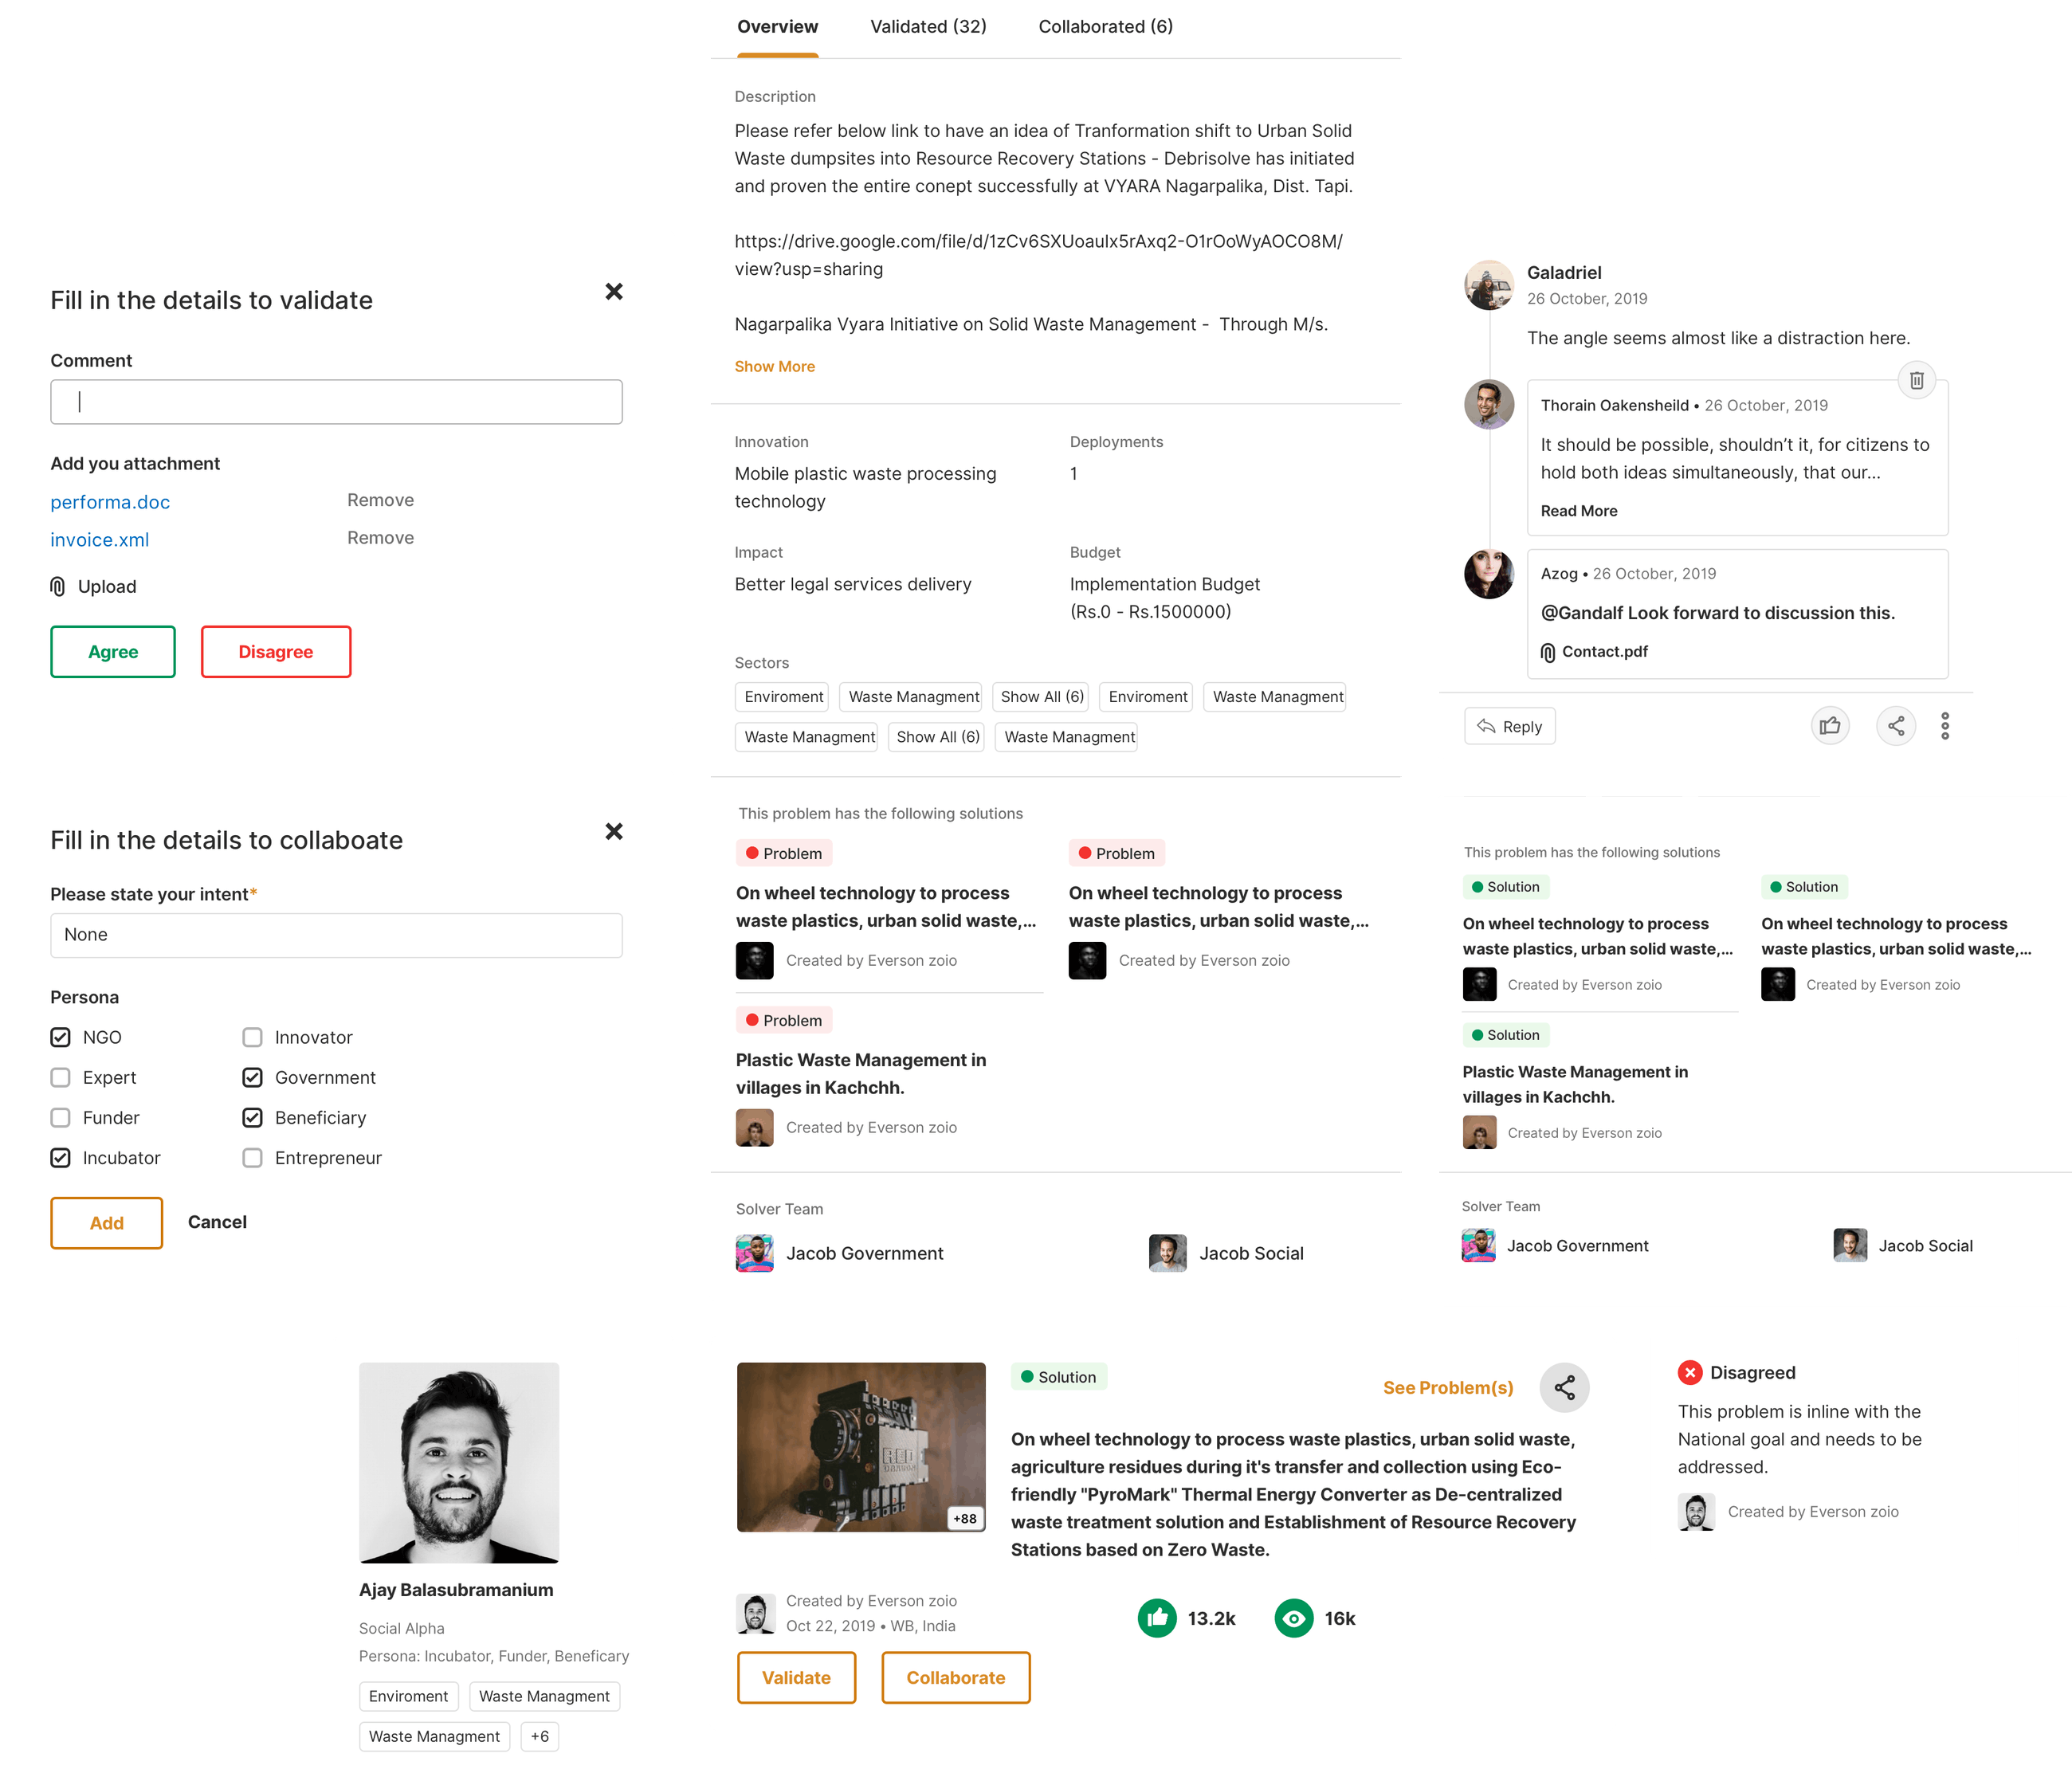 Overview
Validated (32)
Collaborated (6)
Description
Please refer below link to have an idea of Tranformation shift to Urban Solid
Waste dumpsites into Resource Recovery Stations - Debrisolve has initiated
and proven the entire conept successfully at VYARA Nagarpalika, Dist. Tapi.
https://drive.google.com/file/d/1zCv6SXUoaulx5rAxq2-O1rOoWyAOCO8M/
view?usp=sharing
Nagarpalika Vyara Initiative on Solid Waste Management -  Through M/s.
Show More
Innovation
Mobile plastic waste processing
technology
Deployments
1
Impact
Better legal services delivery
Budget
Implementation Budget
(Rs.0 - Rs.1500000)
Sectors
Enviroment
Waste Managment
Show All (6)
Enviroment
Waste Managment
Waste Managment
Show All (6)
Waste Managment
This problem has the following solutions
Problem
On wheel technology to process
waste plastics, urban solid waste,...
Created by Everson zoio
Problem
On wheel technology to process
waste plastics, urban solid waste,...
Created by Everson zoio
Problem
Plastic Waste Management in
villages in Kachchh.
Created by Everson zoio
Solver Team
Jacob Government
Jacob Social
Fill in the details to validate
Comment
Add you attachment
performa.doc
Remove
invoice.xml
Remove
Upload
Agree
Disagree
Fill in the details to collaboate
Please state your intent*
None
Persona
NGO
Innovator
Expert
Government
Funder
Beneficiary
Incubator
Entrepreneur
Add
Cancel
Galadriel
26 October, 2019
The angle seems almost like a distraction here.
Thorain Oakensheild • 26 October, 2019
It should be possible, shouldn’t it, for citizens to
hold both ideas simultaneously, that our...
Read More
Azog • 26 October, 2019
@Gandalf Look forward to discussion this.
Contact.pdf
Reply
This problem has the following solutions
Solution
On wheel technology to process
waste plastics, urban solid waste,...
Created by Everson zoio
Solution
On wheel technology to process
waste plastics, urban solid waste,...
Created by Everson zoio
Solution
Plastic Waste Management in
villages in Kachchh.
Created by Everson zoio
Solver Team
Jacob Government
Jacob Social
Ajay Balasubramanium
Social Alpha
Persona: Incubator, Funder, Beneficary
Enviroment
Waste Managment
Waste Managment
+6
RED
+88
Solution
See Problem(s)
On wheel technology to process waste plastics, urban solid waste,
agriculture residues during it's transfer and collection using Eco-
friendly "PyroMark" Thermal Energy Converter as De-centralized
waste treatment solution and Establishment of Resource Recovery
Stations based on Zero Waste.
Created by Everson zoio
Oct 22, 2019 • WB, India
13.2k
16k
Validate
Collaborate
Disagreed
This problem is inline with the
National goal and needs to be
addressed.
Created by Everson zoio